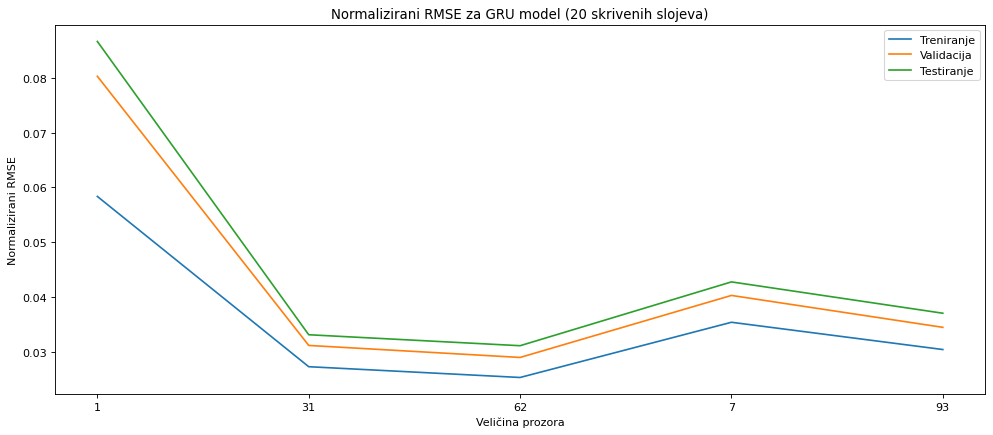 Normalizirani RMSE za GRU model (20 skrivenih slojeva)
Treniranje
Validacija
Testiranje
Normalizirani RMSE
0.08
0.07
0.06
0.05
0.04
0.03
1 31 62 7 93
Veličina prozora